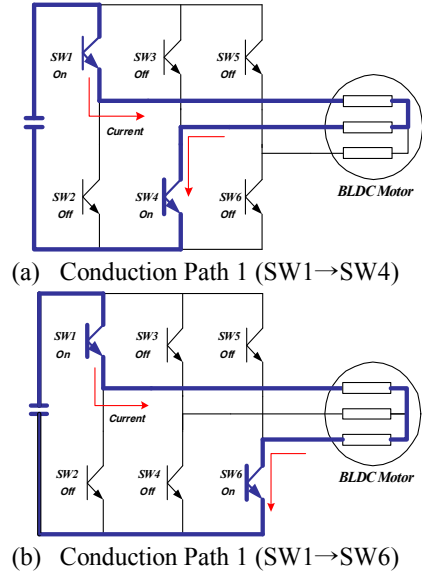 SW1
On
SW3
Off
SW5
Off
Current
SW2
Off
SW4
On
SW6
Off
BLDC Motor
(a) Conduction Path 1 (SW1→SW4)
SW1
On
SW3
Off
SW5
Off
Current
SW2
Off
SW4
Off
SW6
On
BLDC Motor
(b) Conduction Path 1 (SW1→SW6)